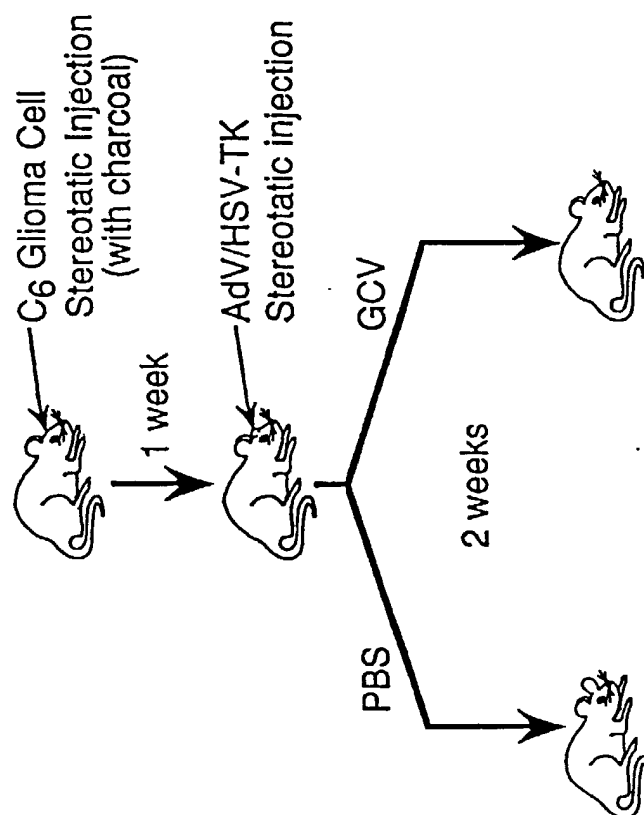 C6 Glioma Cell
Stereotatic Injection
(with charcoal)
1 week
AdV/HSV-TK
Stereotatic injection
PBS
GCV
2 weeks